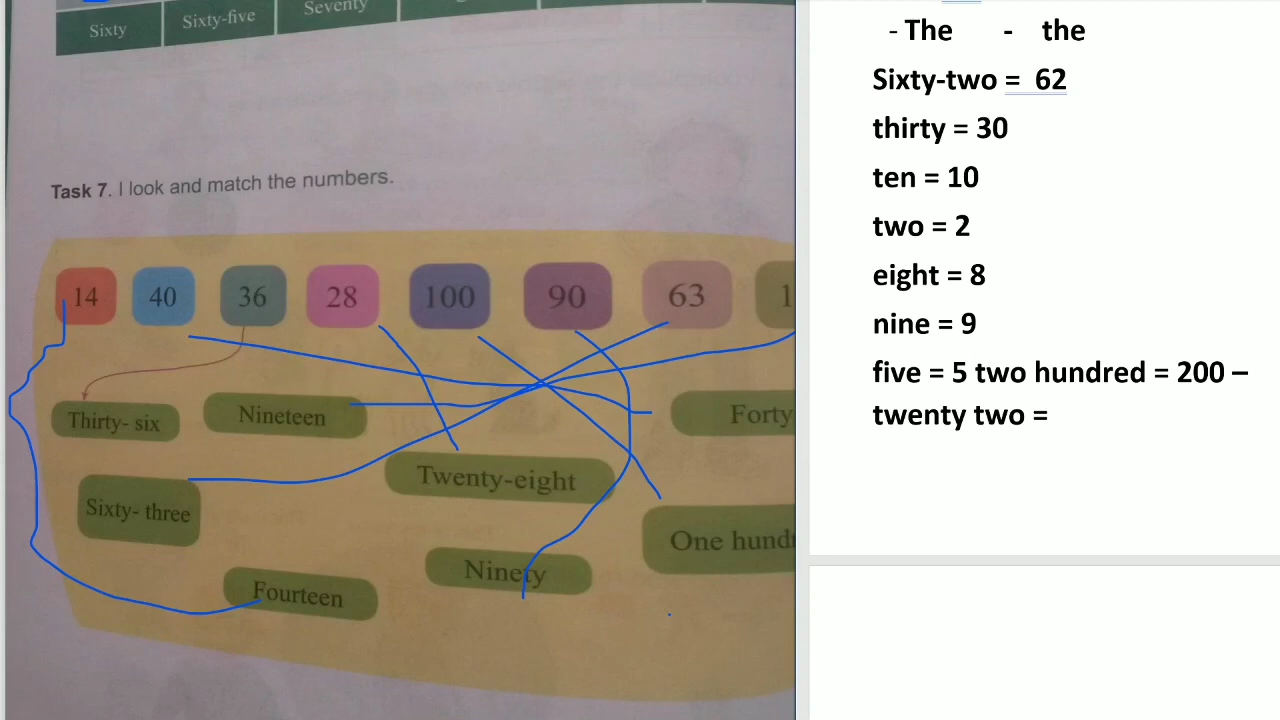 Sixty Sixty-five Seventy
Task 7. I look and match the numbers.
14 40 36 28 100 90 63 1
Thirty- six Nineteen Forty
Sixty- three Twenty-eight One hund
Fourteen Ninety
- The - the
Sixty-two = 62
thirty = 30
ten = 10
two = 2
eight = 8
nine = 9
five = 5 two hundred = 200 –
twenty two =